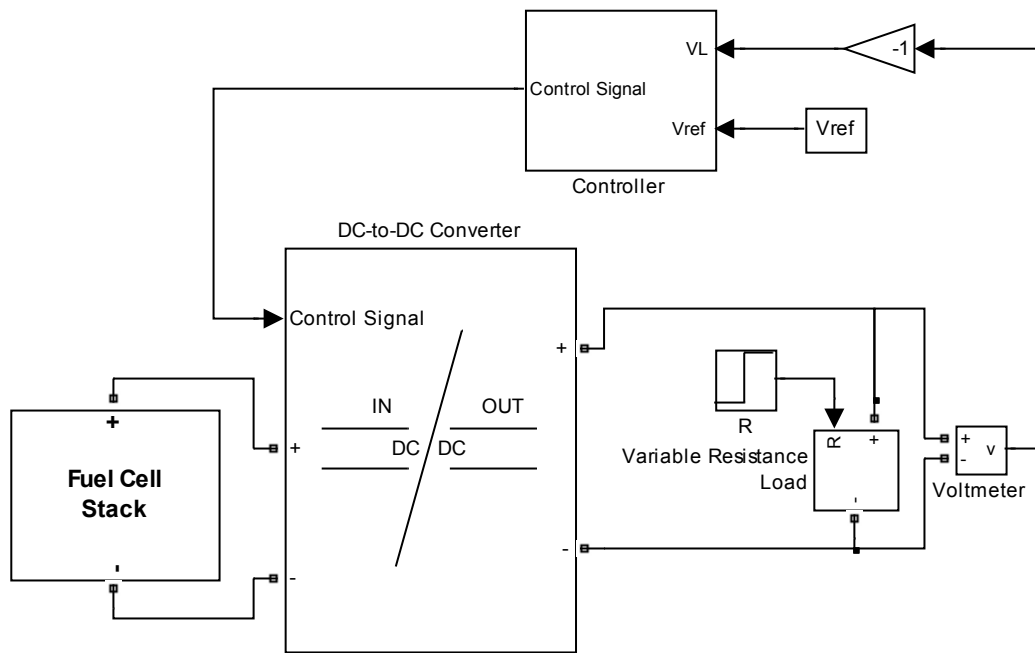 VL
-1
Control Signal
Vref
Vref
Controller
DC-to-DC Converter
Control Signal
+
+
IN
OUT
R
R
+
+
-
v
+
DC
DC
Variable Resistance
Load
Voltmeter
Fuel Cell
Stack
-
-
-
-